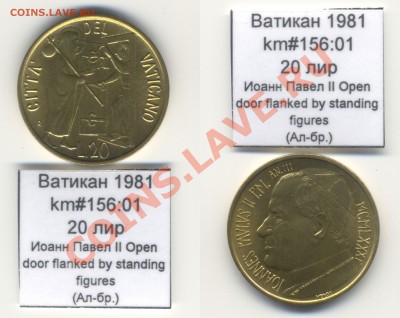 COINS.LAVE.RU
CITTA' DEL VATICANO
L.20
Ватикан 1981
km#156:01
20 лир
Иоанн Павел II Open
door flanked by standing
figures
(Ал-бр.)
Ватикан 1981
km#156:01
20 лир
Иоанн Павел II Open
door flanked by standing
figures
(Ал-бр.)
IOANNES PAVLVS II P.M. AN.III
MCMLXXXI
COINS.LAVE.RU